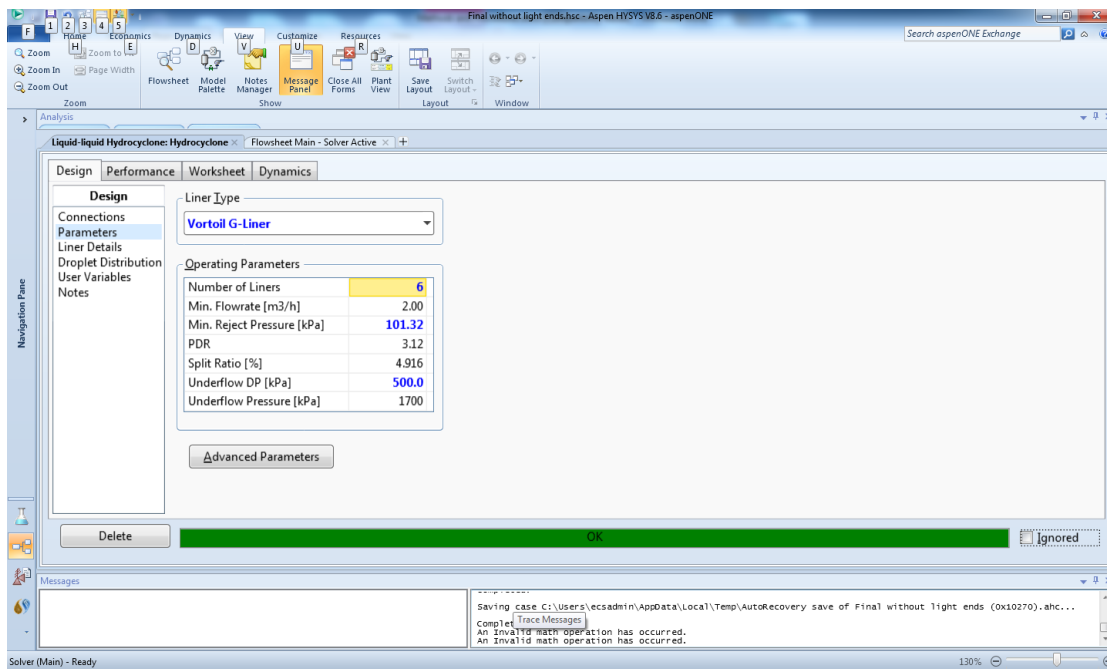 Final without light ends.hsc - Aspen HYSYS V8.6 - aspenONE
1 2 3 4 5
F Home Economics Dynamics View Customize Resources Search aspenONE Exchange
H E D V U R
Zoom Zoom to
Zoom In Page Width
Zoom Out
Flowsheet Model Palette Notes Manager Message Panel Close All Forms Plant View Save Layout Switch Layout
Zoom Show Layout Window
Analysis
Liquid-liquid Hydrocyclone: Hydrocyclone Flowsheet Main - Solver Active
Design Performance Worksheet Dynamics
Design
Connections
Parameters
Liner Details
Droplet Distribution
User Variables
Notes
Liner Type
Vortoil G-Liner
Operating Parameters
Number of Liners 6
Min. Flowrate [m3/h] 2.00
Min. Reject Pressure [kPa] 101.32
PDR 3.12
Split Ratio [%] 4.916
Underflow DP [kPa] 500.0
Underflow Pressure [kPa] 1700
Advanced Parameters
Navigation Pane
Delete OK Ignored
Messages
Saving case C:\Users\ecsadmin\AppData\Local\Temp\AutoRecovery save of Final without light ends (0x10270).ahc...
Complet
Trace Messages
An Invalid math operation has occurred.
An Invalid math operation has occurred.
Solver (Main) - Ready 130%